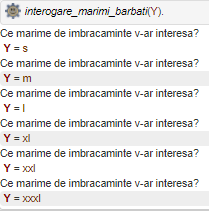 interogare_marimi_barbati(Y).
Ce marime de imbracaminte v-ar interesa?
Y = s
Ce marime de imbracaminte v-ar interesa?
Y = m
Ce marime de imbracaminte v-ar interesa?
Y = l
Ce marime de imbracaminte v-ar interesa?
Y = xl
Ce marime de imbracaminte v-ar interesa?
Y = xxl
Ce marime de imbracaminte v-ar interesa?
Y = xxxl